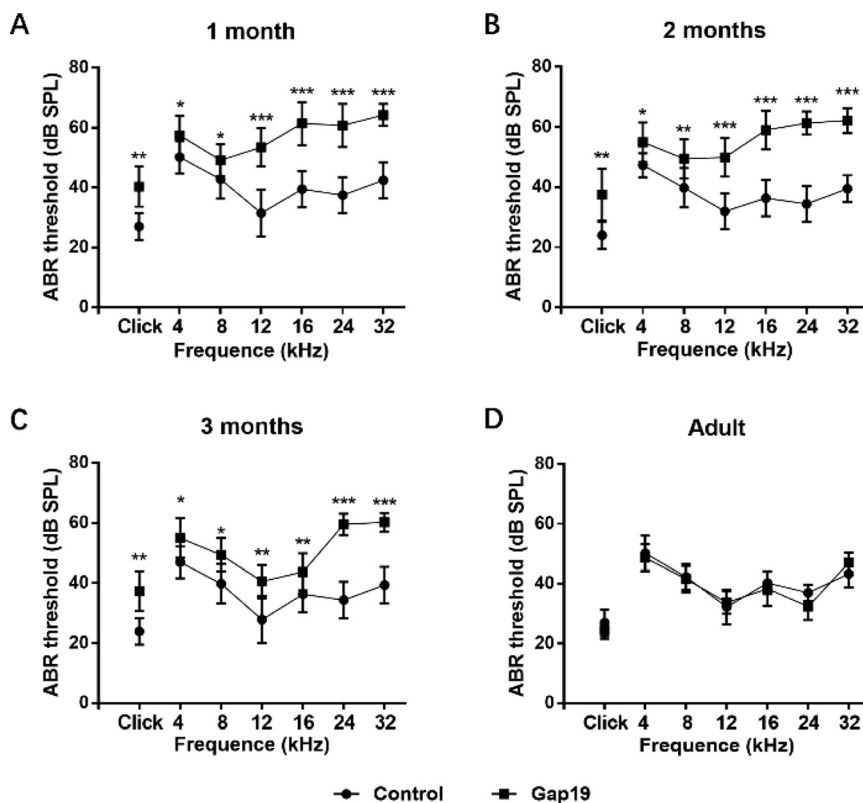 A
1 month
ABR threshold (dB SPL)
80
60
40
20
0
* * *** *** *** ***
**
Click 4 8 12 16 24 32
Frequence (kHz)
B
2 months
ABR threshold (dB SPL)
80
60
40
20
0
* ** *** *** *** ***
**
Click 4 8 12 16 24 32
Frequence (kHz)
C
3 months
ABR threshold (dB SPL)
80
60
40
20
0
* * ** ** *** ***
**
Click 4 8 12 16 24 32
Frequence (kHz)
D
Adult
ABR threshold (dB SPL)
80
60
40
20
0
Click 4 8 12 16 24 32
Frequence (kHz)
Control Gap19